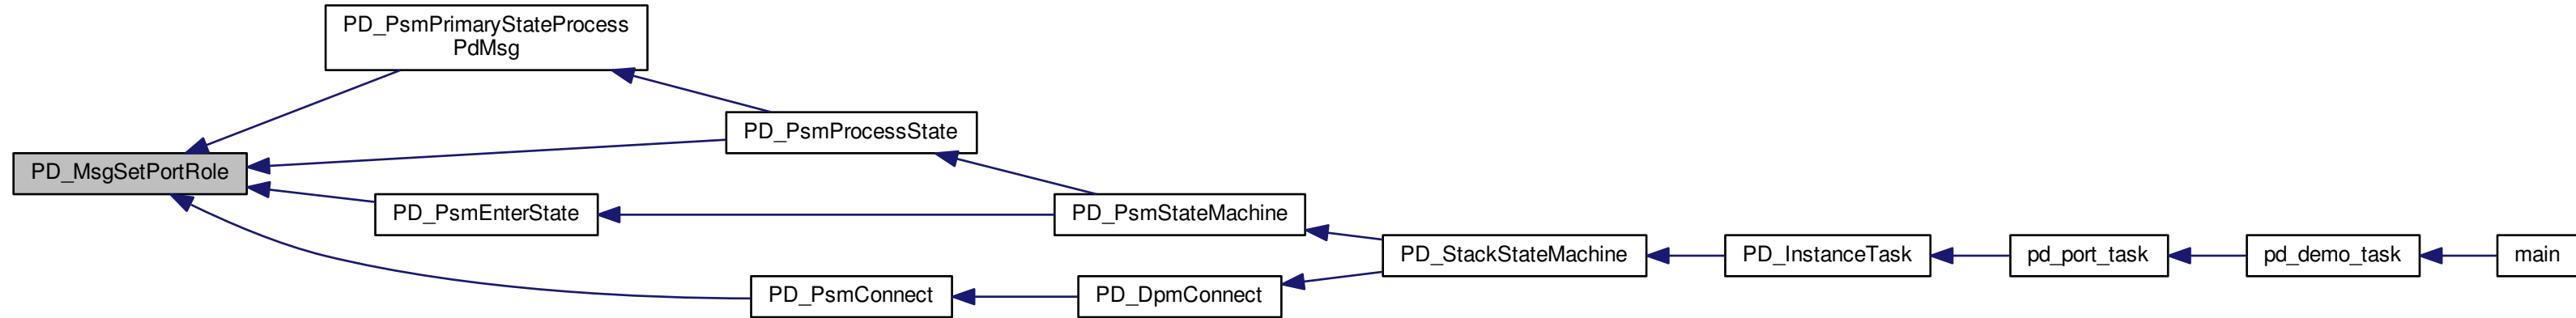 PD_PsmPrimaryStateProcess
PdMsg
PD_PsmProcessState
PD_MsgSetPortRole
PD_PsmEnterState
PD_PsmStateMachine
PD_StackStateMachine
PD_InstanceTask
pd_port_task
pd_demo_task
main
PD_PsmConnect
PD_DpmConnect